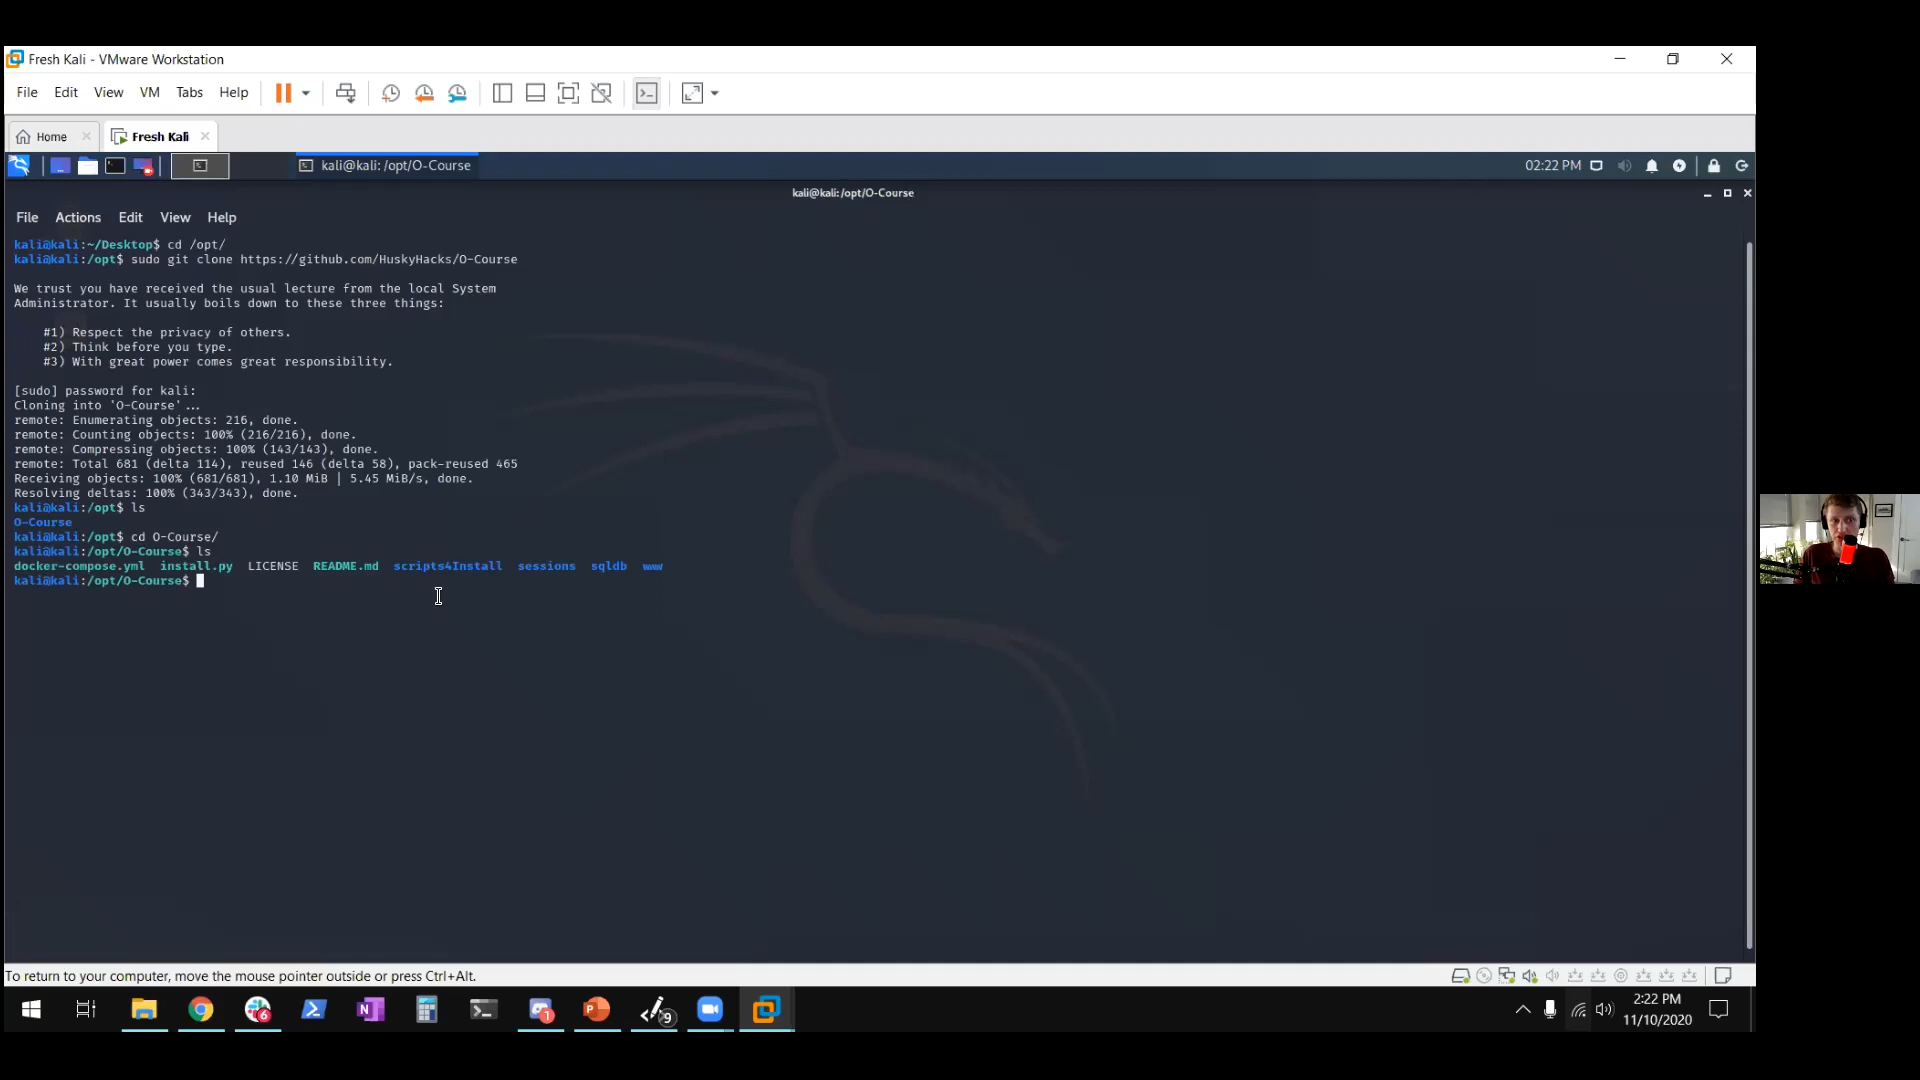 Fresh Kali - VMware Workstation
File Edit View VM Tabs Help
Home Fresh Kali
kali@kali: /opt/O-Course 02:22 PM
kali@kali: /opt/O-Course
File Actions Edit View Help
kali@kali:~/Desktop$ cd /opt/
kali@kali:/opt$ sudo git clone https://github.com/HuskyHacks/O-Course
We trust you have received the usual lecture from the local System
Administrator. It usually boils down to these three things:
#1) Respect the privacy of others.
#2) Think before you type.
#3) With great power comes great responsibility.
[sudo] password for kali:
Cloning into 'O-Course'...
remote: Enumerating objects: 216, done.
remote: Counting objects: 100% (216/216), done.
remote: Compressing objects: 100% (143/143), done.
remote: Total 681 (delta 114), reused 146 (delta 58), pack-reused 465
Receiving objects: 100% (681/681), 1.10 MiB | 5.45 MiB/s, done.
Resolving deltas: 100% (343/343), done.
kali@kali:/opt$ ls
O-Course
kali@kali:/opt$ cd O-Course/
kali@kali:/opt/O-Course$ ls
docker-compose.yml install.py LICENSE README.md scripts4Install sessions sqldb www
kali@kali:/opt/O-Course$
To return to your computer, move the mouse pointer outside or press Ctrl+Alt.
6 1 9
2:22 PM
11/10/2020